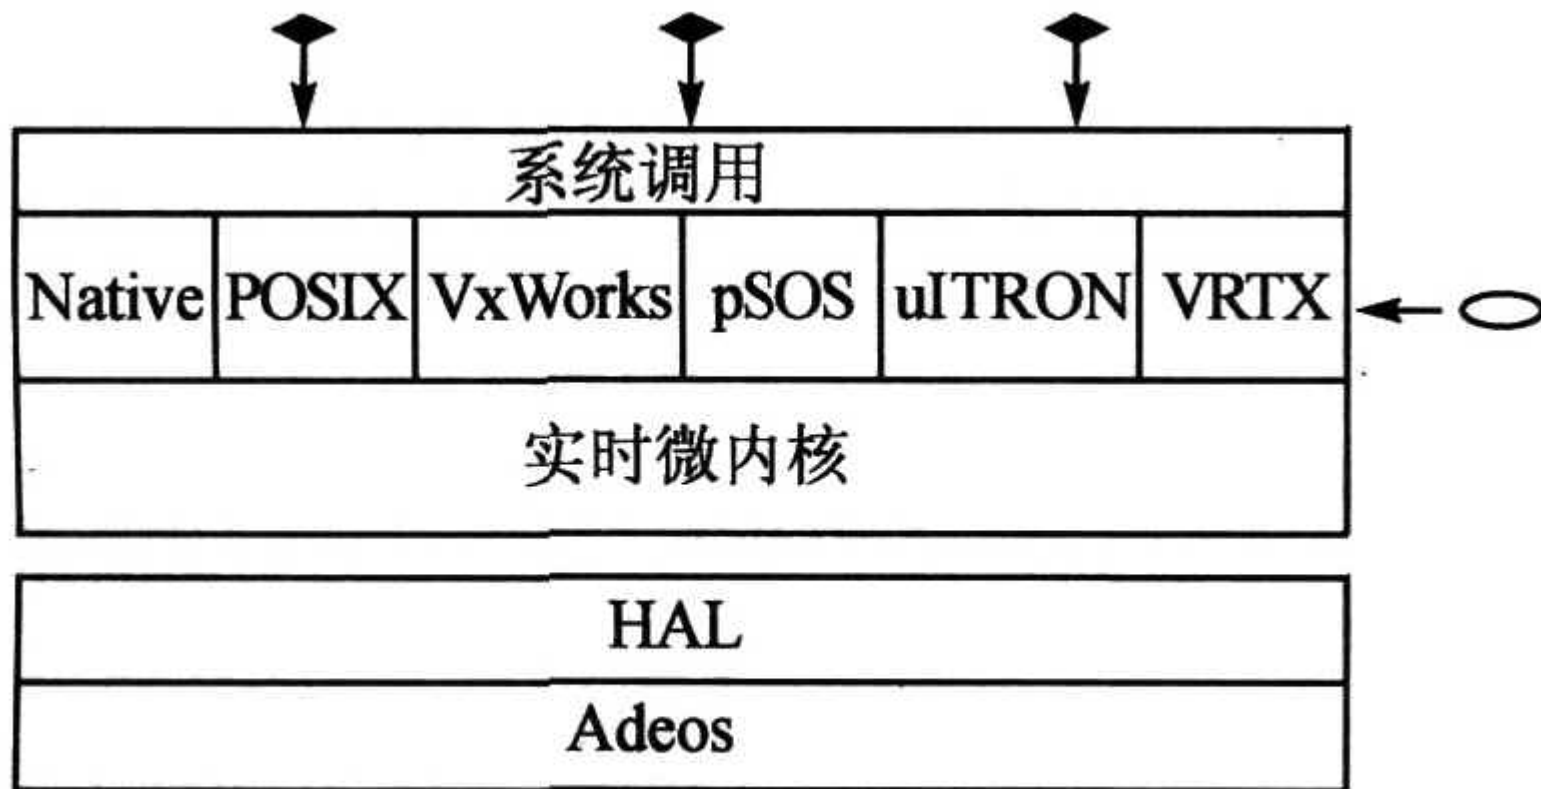 系统调用
Native POSIX VxWorks pSOS uITRON VRTX
实时微内核
HAL
Adeos